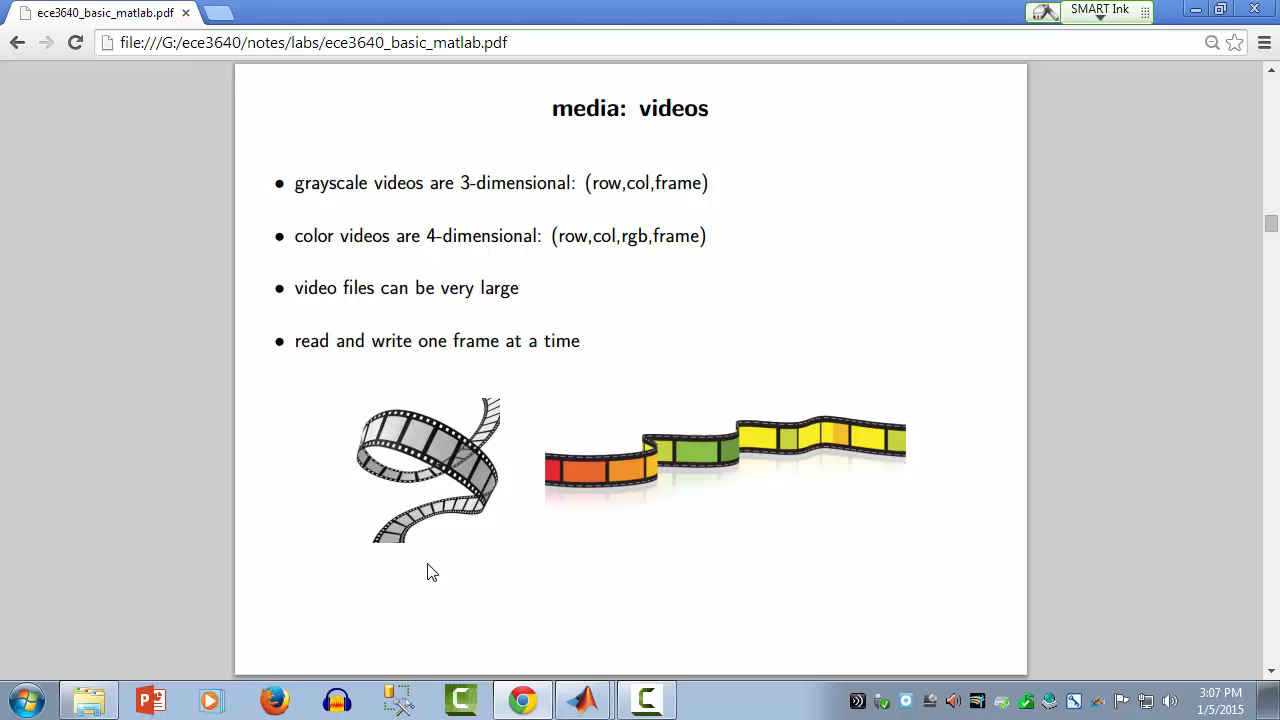 ece3640_basic_matlab.pdf
SMART Ink
file:///G:/ece3640/notes/labs/ece3640_basic_matlab.pdf
media: videos
• grayscale videos are 3-dimensional: (row,col,frame)
• color videos are 4-dimensional: (row,col,rgb,frame)
• video files can be very large
• read and write one frame at a time
3:07 PM
1/5/2015